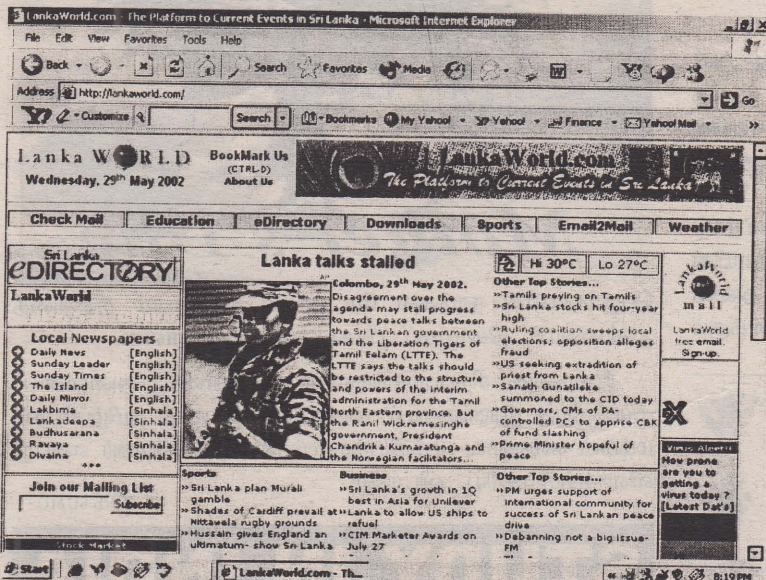 LankaWorld.com - The Platform to Current Events in Sri Lanka - Microsoft Internet Explorer
File Edit View Favorites Tools Help
Back Search Favorites Media
Address http://lankaworld.com/ Go
Customize Search Bookmarks My Yahoo! Yahoo! Finance Yahoo! Mail »
Lanka WORLD
Wednesday, 29th May 2002
BookMark Us
(CTRL-D)
About Us
LankaWorld.com
The Platform to Current Events in Sri Lanka
Check Mail Education eDirectory Downloads Sports Email2Mail Weather
Sri Lanka
eDIRECTORY
LankaWorld
Local Newspapers
Daily News [English]
Sunday Leader [English]
Sunday Times [English]
The Island [English]
Daily Mirror [English]
Lakbima [Sinhala]
Lankadeepa [Sinhala]
Budhusarana [Sinhala]
Ravaya [Sinhala]
Divaina [Sinhala]
Join our Mailing List
Subscribe
Stock Market
Lanka talks stalled
AP
Colombo, 29th May 2002.
Disagreement over the
agenda may stall progress
towards peace talks between
the Sri Lankan government
and the Liberation Tigers of
Tamil Eelam (LTTE). The
LTTE says the talks should
be restricted to the structure
and powers of the interim
administration for the Tamil
North Eastern province. But
the Ranil Wickremesinghe
government, President
Chandrika Kumaratunga and
the Norwegian facilitators...
Hi 30°C Lo 27°C
Other Top Stories...
»Tamils preying on Tamils
»Sri Lanka stocks hit four-year
high
»Ruling coalition sweeps local
elections; opposition alleges
fraud
»US seeking extradition of
priest from Lanka
»Sanath Gunatilleke
summoned to the CID today
»Governors, CMs of PA-
controlled PCs to apprise CBK
of fund slashing
»Prime Minister hopeful of
peace
LankaWorld
mail
LankaWorld
free email.
Sign-up.
Virus Alert!
How prone
are you to
getting a
virus today ?
[Latest Dat's]
Sports
»Sri Lanka plan Murali
gamble
»Shades of Cardiff prevail at
Nittawela rugby grounds
»Hussain gives England an
ultimatum- show Sri Lanka
Business
»Sri Lanka's growth in 1Q
best in Asia for Unilever
»Lanka to allow US ships to
refuel
»CIM Marketer Awards on
July 27
Other Top Stories...
»PM urges support of
international community for
success of Sri Lankan peace
drive
»Debanning not a big issue-
FM
Start LankaWorld.com - Th... 8:19 PM